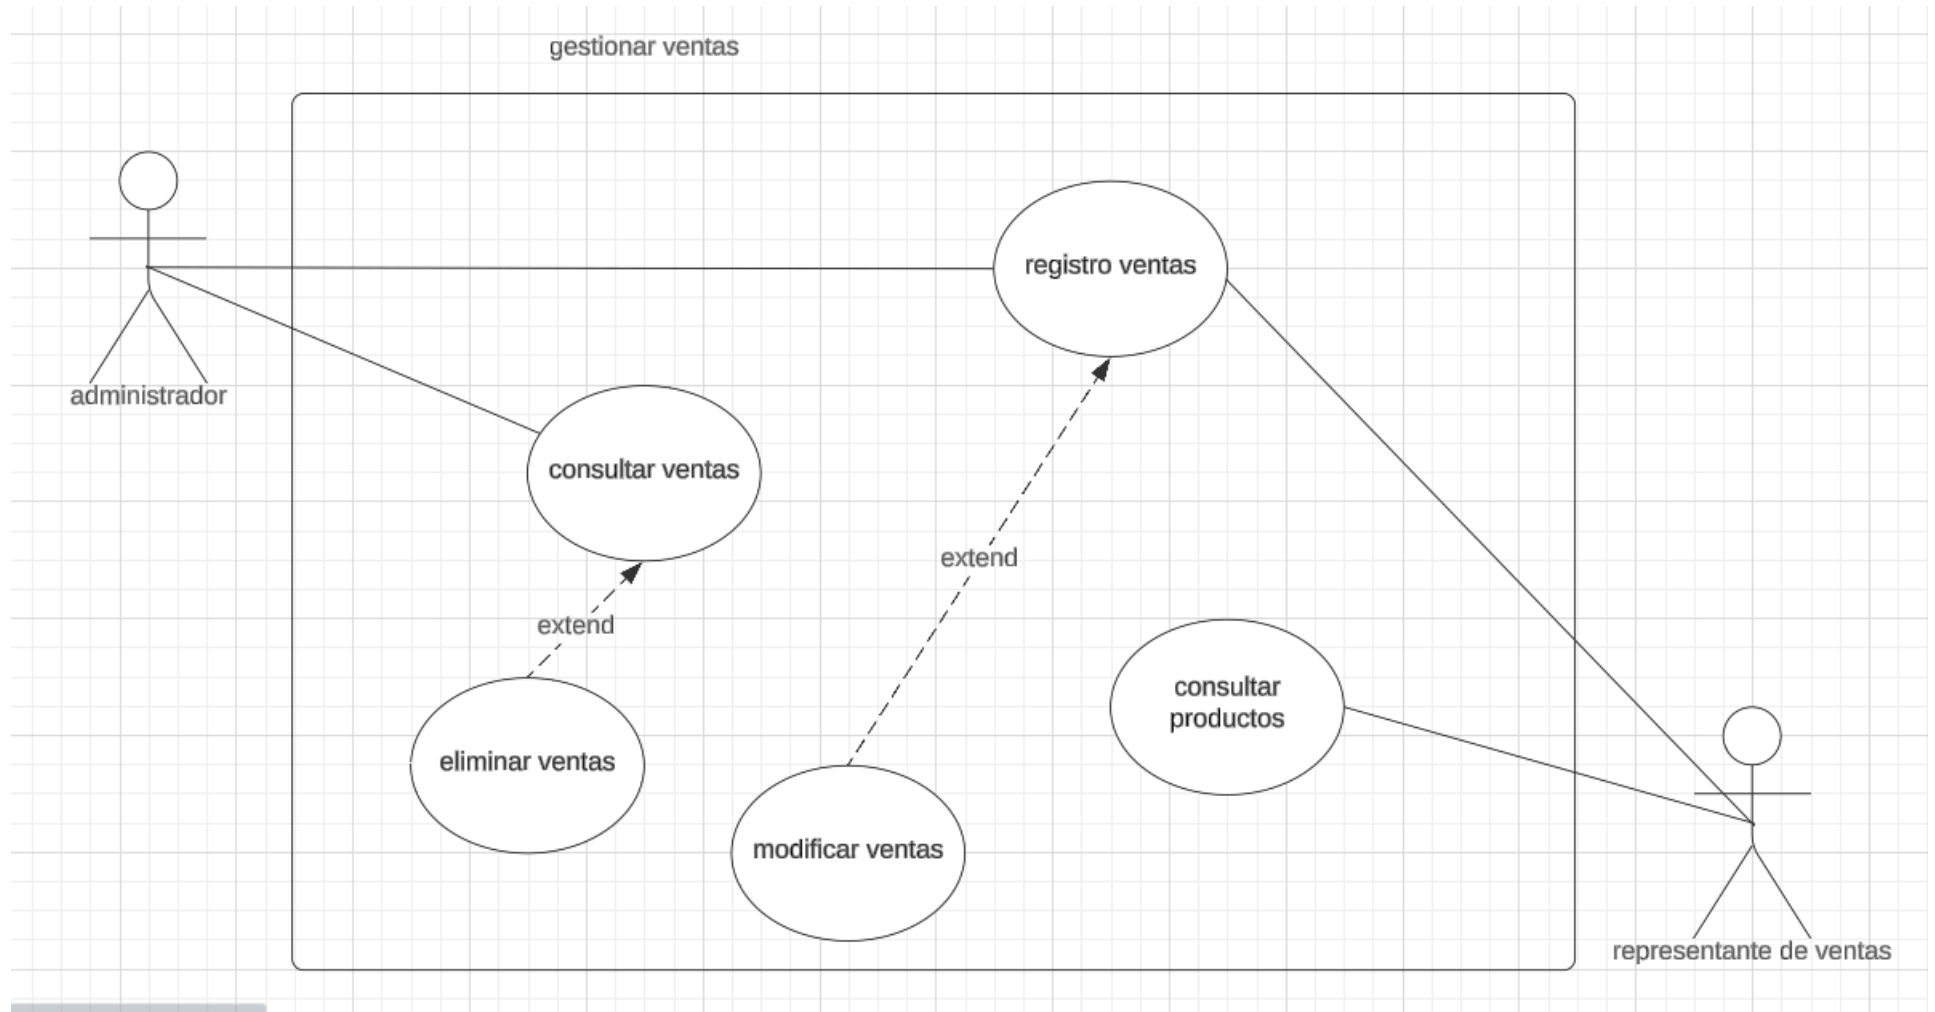 gestionar ventas
registro ventas
administrador
consultar ventas
extend
extend
consultar
productos
eliminar ventas
modificar ventas
representante de ventas